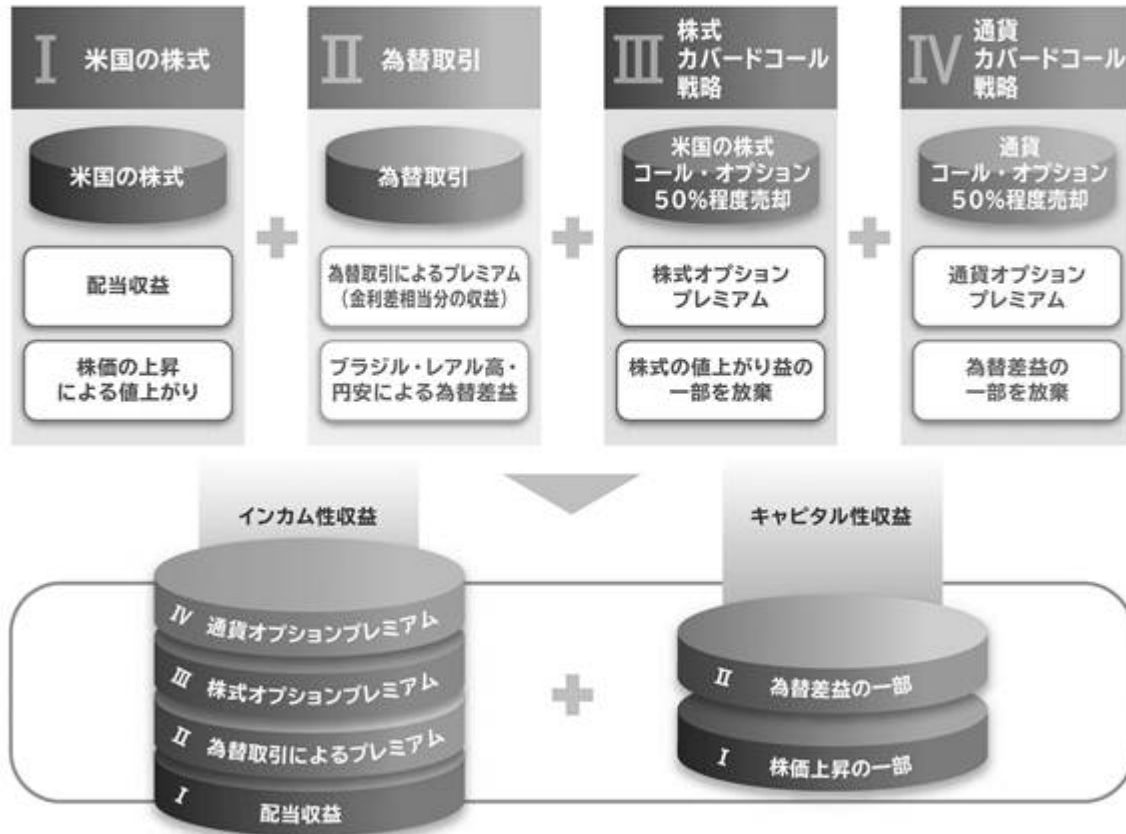 I 米国の株式
米国の株式
配当収益
株価の上昇
による値上がり
II 為替取引
為替取引
為替取引によるプレミアム
(金利差相当分の収益)
ブラジル・レアル高・
円安による為替差益
III 株式
カバードコール
戦略
米国の株式
コール・オプション
50%程度売却
株式オプション
プレミアム
株式の値上がり益の
一部を放棄
IV 通貨
カバードコール
戦略
通貨
コール・オプション
50%程度売却
通貨オプション
プレミアム
為替差益の
一部を放棄
インカム性収益
IV 通貨オプションプレミアム
III 株式オプションプレミアム
II 為替取引によるプレミアム
I 配当収益
キャピタル性収益
II 為替差益の一部
I 株価上昇の一部